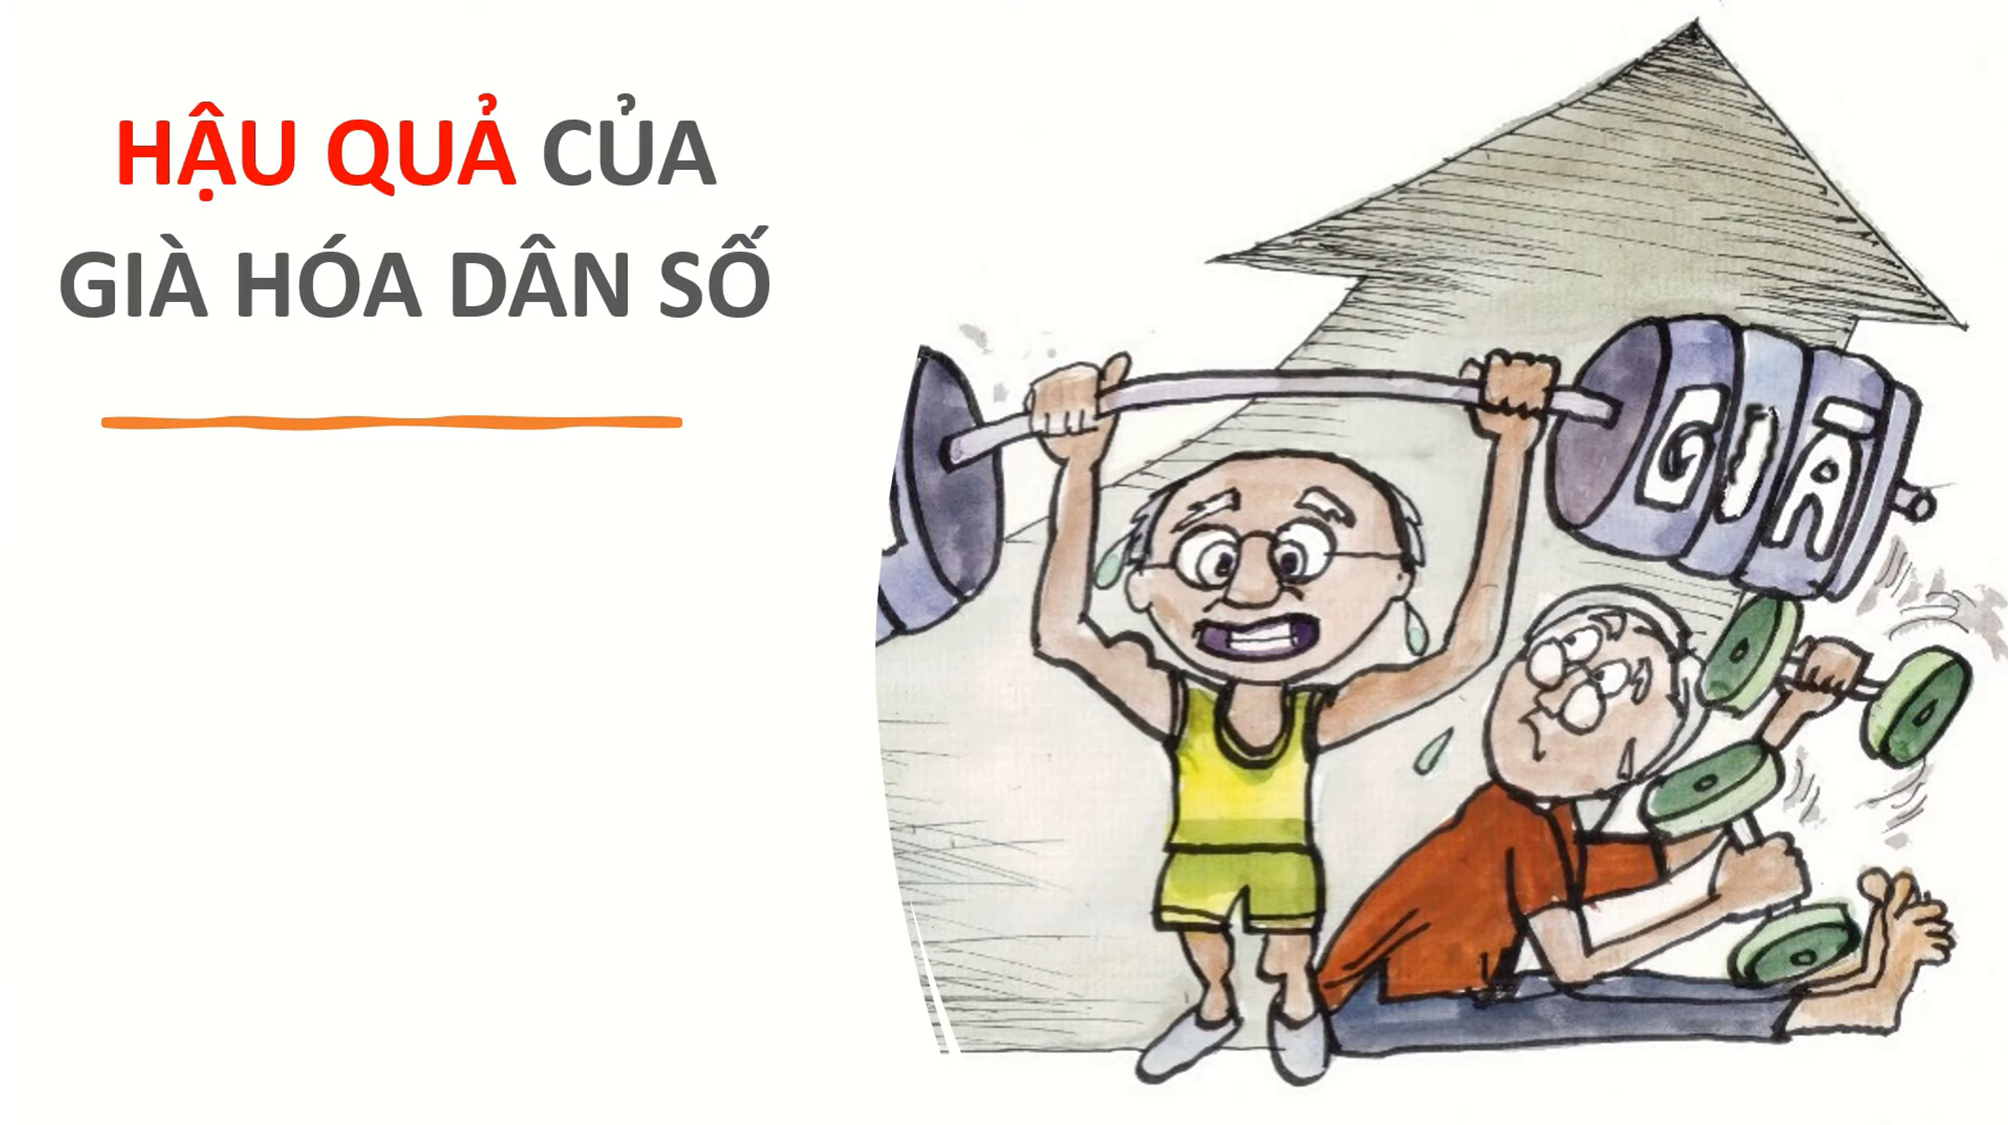 HẬU QUẢ CỦA
GIÀ HÓA DÂN SỐ
GIÀ